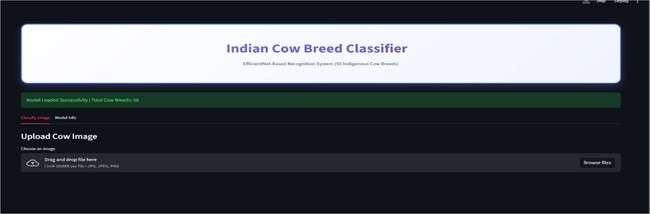 Stop Deploy
Indian Cow Breed Classifier
EfficientNet-Based Recognition System (50 Indigenous Cow Breeds)
Model Loaded Successfully | Total Cow Breeds: 50
Classify Image Model Info
Upload Cow Image
Choose an image
Drag and drop file here
Limit 200MB per file • JPG, JPEG, PNG
Browse files